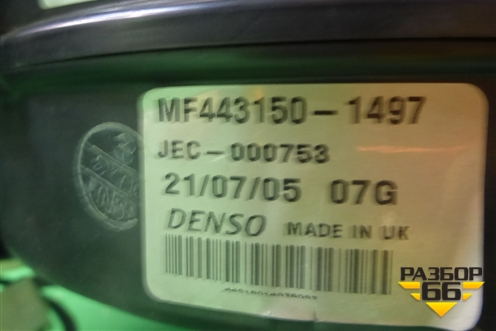 MF443150-1497
JEC-000753
21/07/05 07G
DENSO MADE IN UK
РАЗБОР
66